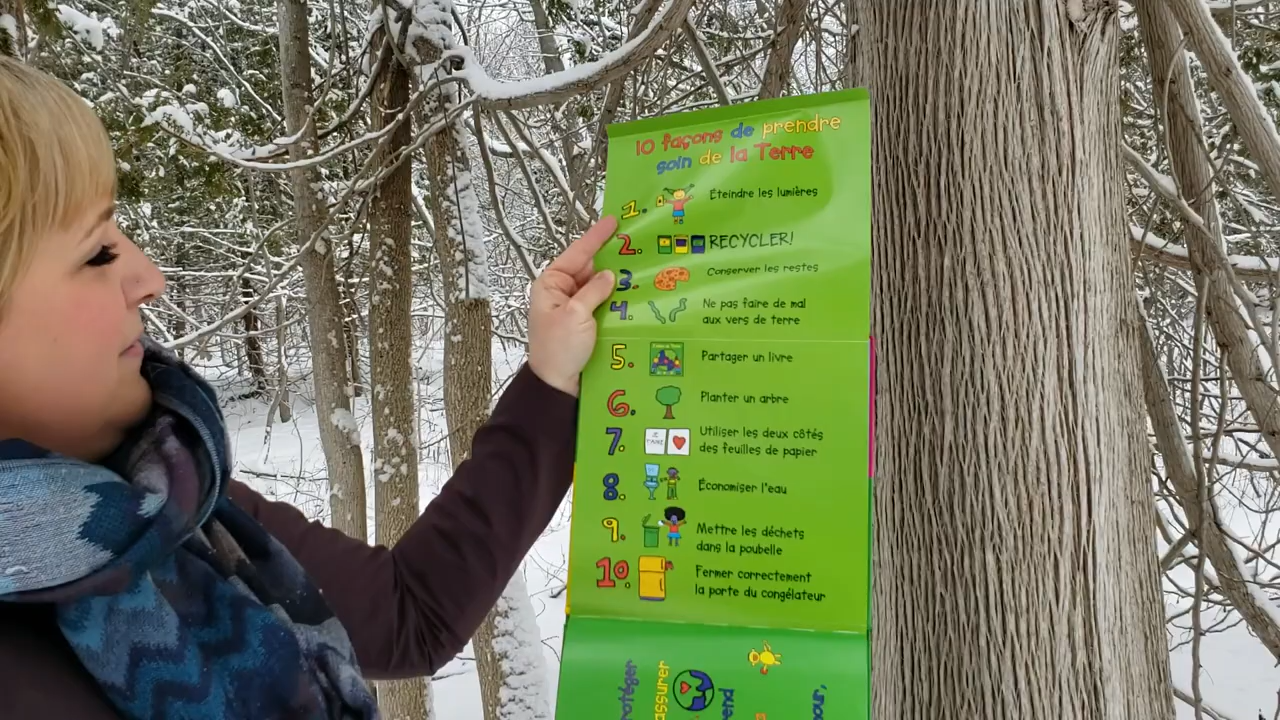 10 façons de prendre
soin de la Terre
1. Éteindre les lumières
2. RECYCLER!
3. Conserver les restes
4. Ne pas faire de mal
aux vers de terre
5. Partager un livre
6. Planter un arbre
7. JE T'AIME Utiliser les deux côtés
des feuilles de papier
8. Économiser l'eau
9. Mettre les déchets
dans la poubelle
10. Fermer correctement
la porte du congélateur